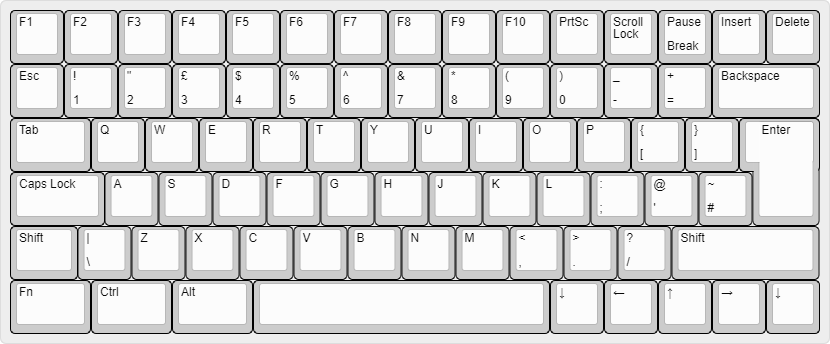 F1 F2 F3 F4 F5 F6 F7 F8 F9 F10 PrtSc Scroll Lock Pause Break Insert Delete
Esc ! 1 " 2 £ 3 $ 4 % 5 ^ 6 & 7 * 8 ( 9 ) 0 _ - + = Backspace
Tab Q W E R T Y U I O P { [ } ] Enter
Caps Lock A S D F G H J K L : ; @ ' ~ #
Shift | \ Z X C V B N M < , > . ? / Shift
Fn Ctrl Alt ↓ ← ↑ → ↓